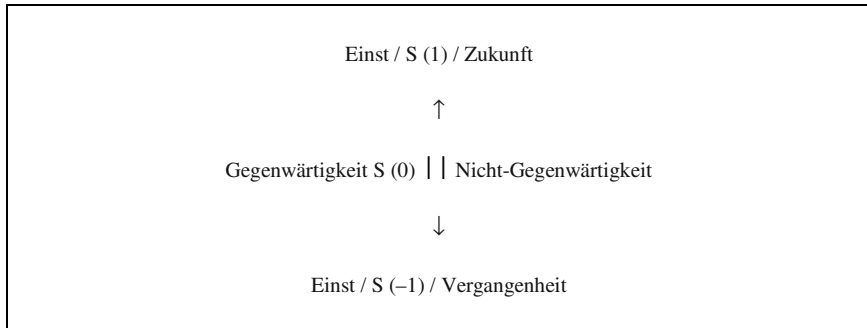 Einst / S (1) / Zukunft
↑
Gegenwärtigkeit S (0) || Nicht-Gegenwärtigkeit
↓
Einst / S (–1) / Vergangenheit